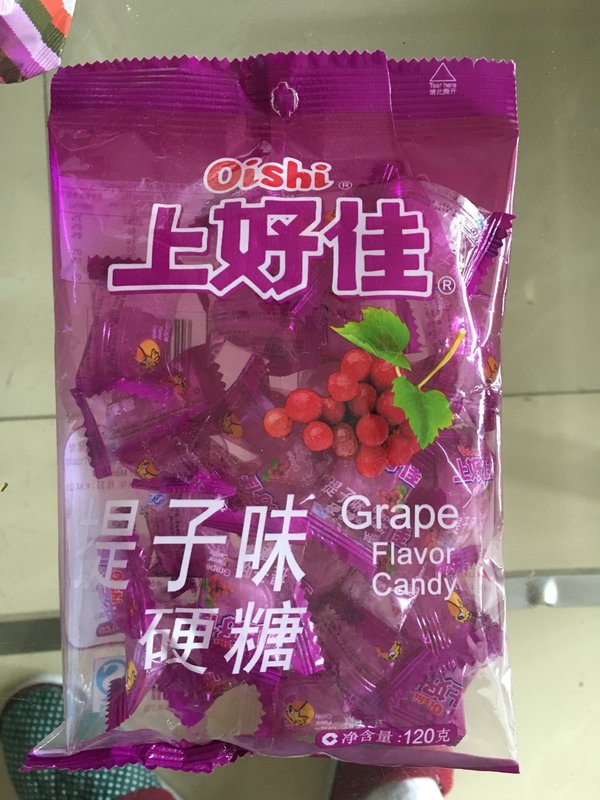 Tear here
Oishi ®
上好佳 ®
提子味
硬糖
Grape
Flavor
Candy
净含量:120克